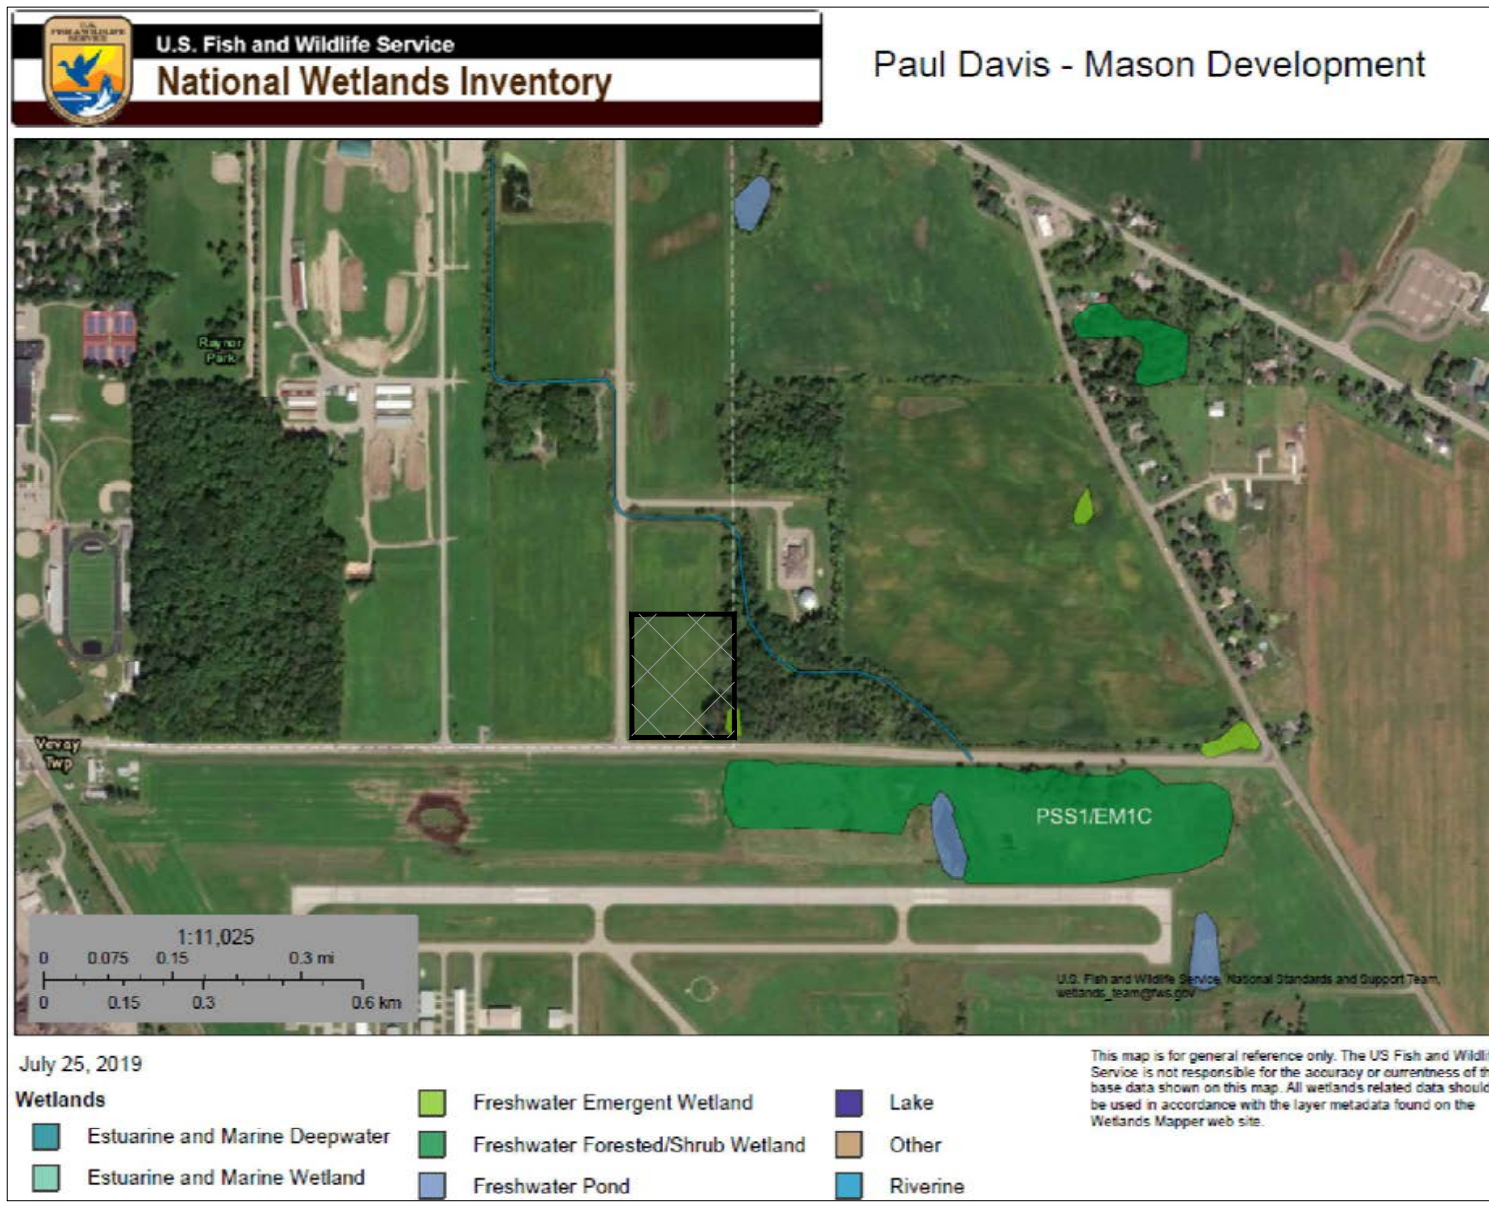 U.S.
FISH & WILDLIFE
SERVICE
U.S. Fish and Wildlife Service
National Wetlands Inventory
Paul Davis - Mason Development
Raynor
Park
Vevay
Twp
PSS1/EM1C
1:11,025
0 0.075 0.15 0.3 mi
0 0.15 0.3 0.6 km
U.S. Fish and Wildlife Service, National Standards and Support Team,
wetlands_team@fws.gov
July 25, 2019
This map is for general reference only. The US Fish and Wildli
Service is not responsible for the accuracy or currentness of th
base data shown on this map. All wetlands related data should
be used in accordance with the layer metadata found on the
Wetlands Mapper web site.
Wetlands
Estuarine and Marine Deepwater
Estuarine and Marine Wetland
Freshwater Emergent Wetland
Freshwater Forested/Shrub Wetland
Freshwater Pond
Lake
Other
Riverine